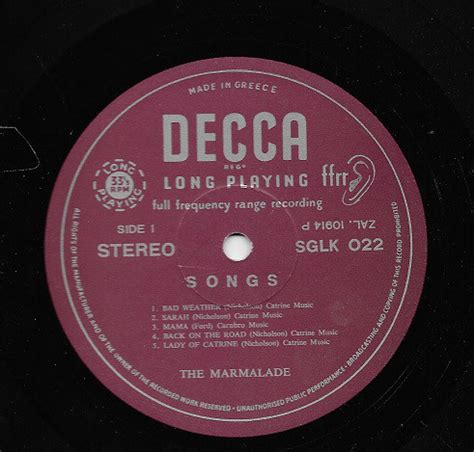 MADE IN GREECE
DECCA
REG^D
LONG PLAYING
ffrr
LONG
33⅓
RPM
PLAYING
full frequency range recording
SIDE 1
ZAL. 10914 P
STEREO
SGLK 022
SONGS
1. BAD WEATHER (Nicholson) Catrine Music
2. SARAH (Nicholson) Catrine Music
3. MAMA (Ford) Carnbro Music
4. BACK ON THE ROAD (Nicholson) Catrine Music
5. LADY OF CATRINE (Nicholson) Catrine Music
THE MARMALADE
ALL RIGHTS OF THE MANUFACTURER AND OF THE OWNER OF THE RECORDED WORK RESERVED · UNAUTHORISED PUBLIC PERFORMANCE · BROADCASTING AND COPYING OF THIS RECORD PROHIBITED